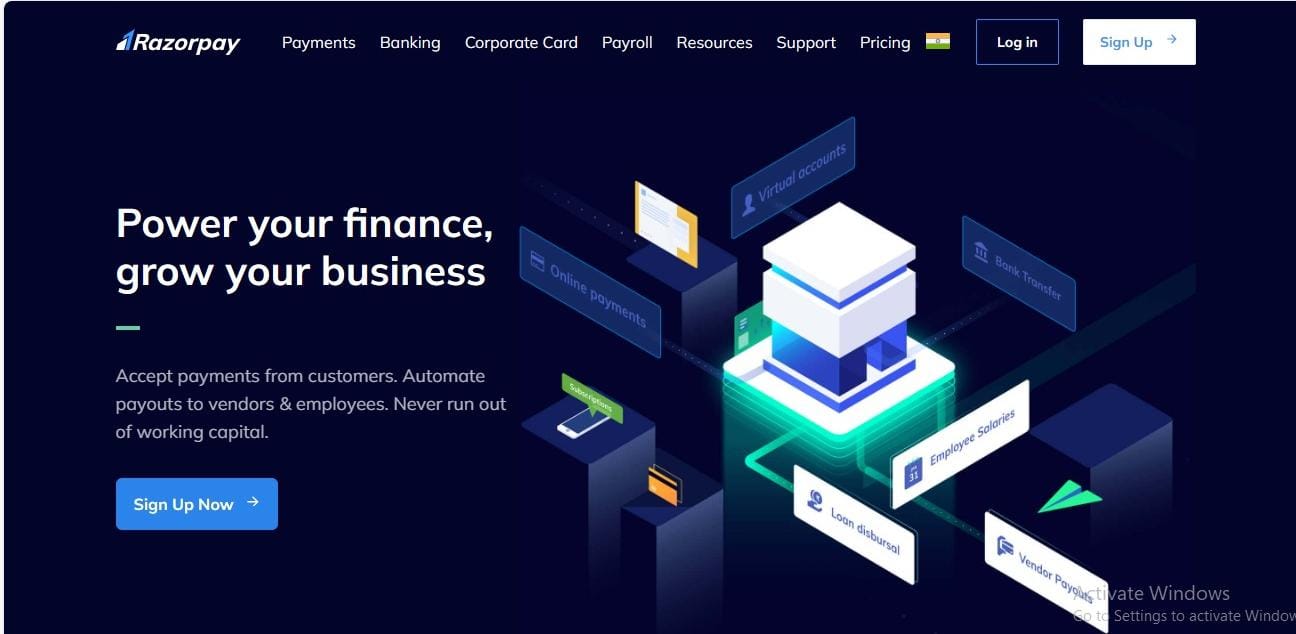 Razorpay
Payments
Banking
Corporate Card
Payroll
Resources
Support
Pricing
Log in
Sign Up →
Virtual accounts
Power your finance,
grow your business
Online payments
Bank Transfer
Accept payments from customers. Automate
payouts to vendors & employees. Never run out
of working capital.
Subscriptions
Employee Salaries
31
Sign Up Now →
Loan disbursal
Vendor Payouts
Activate Windows
Go to Settings to activate Window